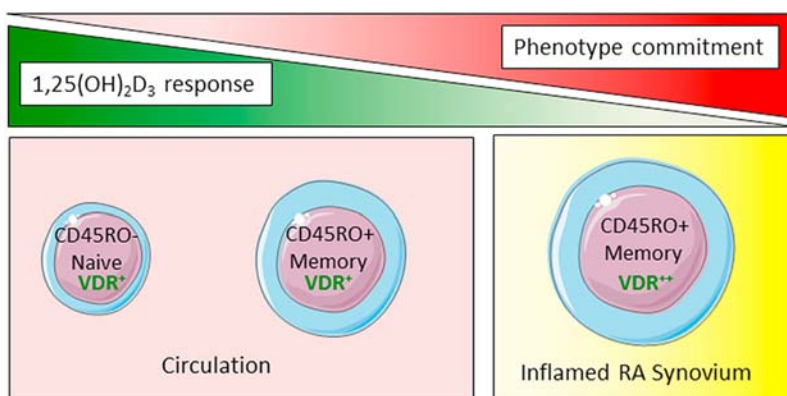 Phenotype commitment
1,25(OH)₂D₃ response
CD45RO-
Naive
VDR⁺
CD45RO+
Memory
VDR⁺
CD45RO+
Memory
VDR⁺⁺
Circulation
Inflamed RA Synovium